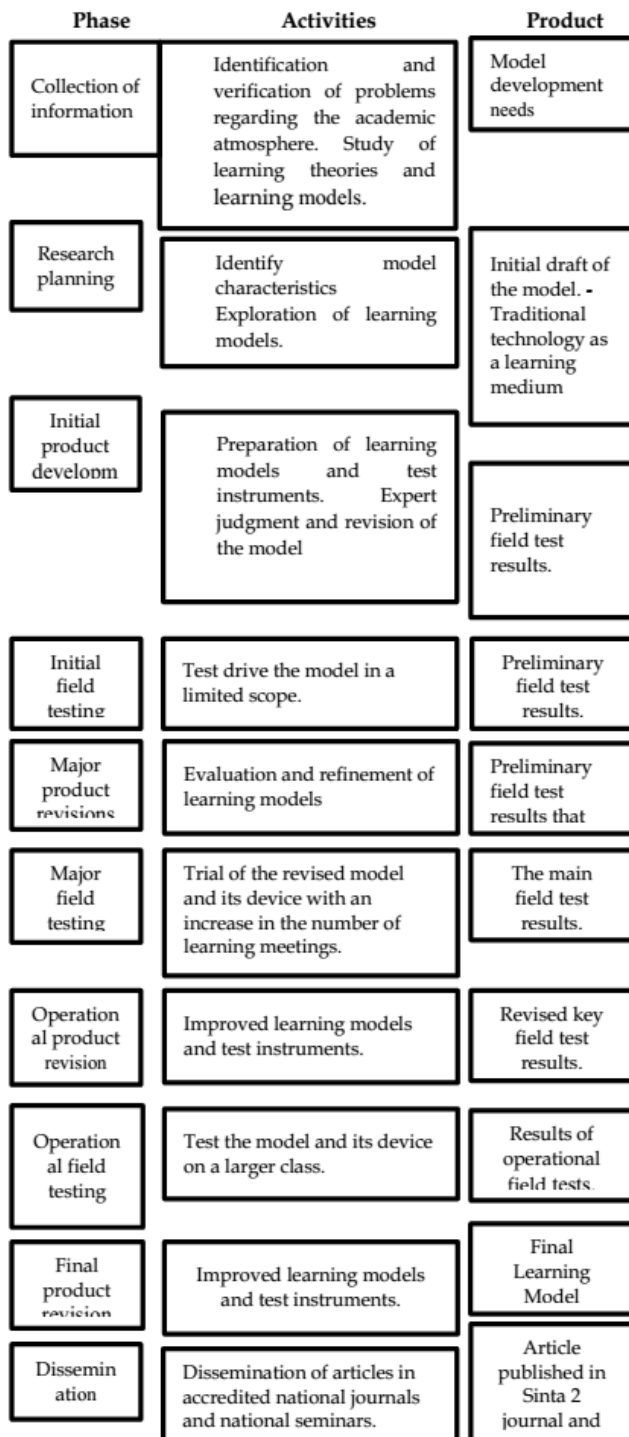 Phase Activities Product
Collection of
information
Identification and
verification of problems
regarding the academic
atmosphere. Study of
learning theories and
learning models.
Model
development
needs
Research
planning
Identify model
characteristics
Exploration of learning
models.
Initial draft of
the model. -
Traditional
technology as
a learning
medium
Initial
product
developm
Preparation of learning
models and test
instruments. Expert
judgment and revision of
the model
Preliminary
field test
results.
Initial
field
testing
Test drive the model in a
limited scope.
Preliminary
field test
results.
Major
product
revisions
Evaluation and refinement of
learning models
Preliminary
field test
results that
Major
field
testing
Trial of the revised model
and its device with an
increase in the number of
learning meetings.
The main
field test
results.
Operation
al product
revision
Improved learning models
and test instruments.
Revised key
field test
results.
Operation
al field
testing
Test the model and its device
on a larger class.
Results of
operational
field tests.
Final
product
revision
Improved learning models
and test instruments.
Final
Learning
Model
Dissemin
ation
Dissemination of articles in
accredited national journals
and national seminars.
Article
published in
Sinta 2
journal and